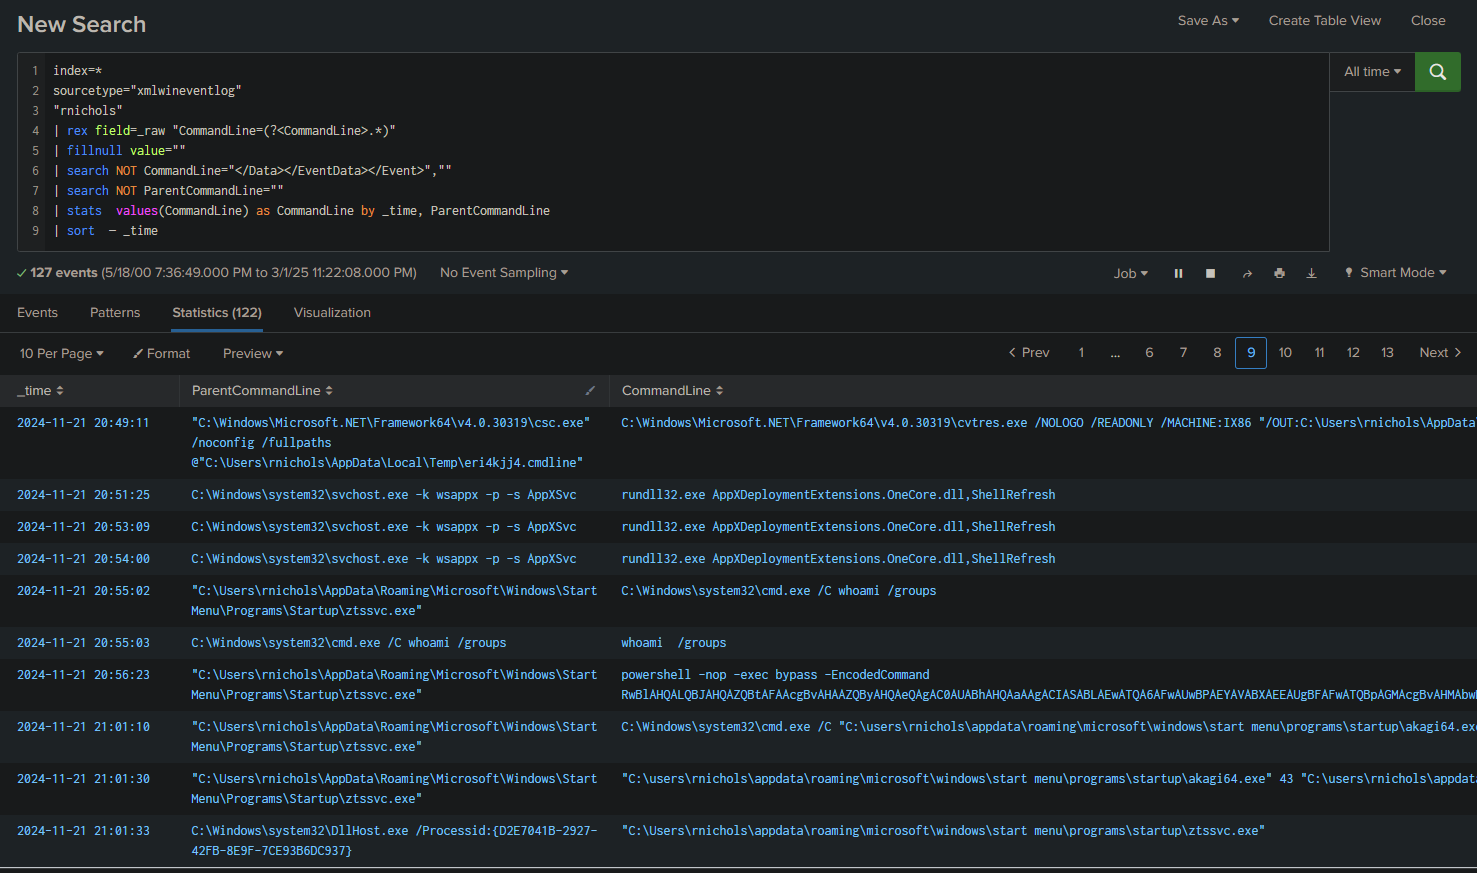 New Search
Save As
Create Table View
Close
1 index=*
2 sourcetype="xmlwineventlog"
3 "rnichols"
4 | rex field=_raw "CommandLine=(?<CommandLine>.*)"
5 | fillnull value=""
6 | search NOT CommandLine="</Data></EventData></Event>",""
7 | search NOT ParentCommandLine=""
8 | stats  values(CommandLine) as CommandLine by _time, ParentCommandLine
9 | sort  - _time
All time
127 events (5/18/00 7:36:49.000 PM to 3/1/25 11:22:08.000 PM)
No Event Sampling
Job
Smart Mode
Events
Patterns
Statistics (122)
Visualization
10 Per Page
Format
Preview
Prev 1 ... 6 7 8 9 10 11 12 13 Next
_time
ParentCommandLine
CommandLine
2024-11-21 20:49:11
"C:\Windows\Microsoft.NET\Framework64\v4.0.30319\csc.exe"
/noconfig /fullpaths
@"C:\Users\rnichols\AppData\Local\Temp\eri4kjj4.cmdline"
C:\Windows\Microsoft.NET\Framework64\v4.0.30319\cvtres.exe /NOLOGO /READONLY /MACHINE:IX86 "/OUT:C:\Users\rnichols\AppData
2024-11-21 20:51:25
C:\Windows\system32\svchost.exe -k wsappx -p -s AppXSvc
rundll32.exe AppXDeploymentExtensions.OneCore.dll,ShellRefresh
2024-11-21 20:53:09
C:\Windows\system32\svchost.exe -k wsappx -p -s AppXSvc
rundll32.exe AppXDeploymentExtensions.OneCore.dll,ShellRefresh
2024-11-21 20:54:00
C:\Windows\system32\svchost.exe -k wsappx -p -s AppXSvc
rundll32.exe AppXDeploymentExtensions.OneCore.dll,ShellRefresh
2024-11-21 20:55:02
"C:\Users\rnichols\AppData\Roaming\Microsoft\Windows\Start
Menu\Programs\Startup\ztssvc.exe"
C:\Windows\system32\cmd.exe /C whoami /groups
2024-11-21 20:55:03
C:\Windows\system32\cmd.exe /C whoami /groups
whoami  /groups
2024-11-21 20:56:23
"C:\Users\rnichols\AppData\Roaming\Microsoft\Windows\Start
Menu\Programs\Startup\ztssvc.exe"
powershell -nop -exec bypass -EncodedCommand
RwBlAHQALQBJAHQAZQBtAFAAcgBvAHAAZQByAHQAeQAgAC0AUABhAHQAaAAgACIASABLAEwATQA6AFwAUwBPAEYAVABXAEEAUgBFAFwATQBpAGMAcgBvAHMAbw
2024-11-21 21:01:10
"C:\Users\rnichols\AppData\Roaming\Microsoft\Windows\Start
Menu\Programs\Startup\ztssvc.exe"
C:\Windows\system32\cmd.exe /C "C:\users\rnichols\appdata\roaming\microsoft\windows\start menu\programs\startup\akagi64.exe
2024-11-21 21:01:30
"C:\Users\rnichols\AppData\Roaming\Microsoft\Windows\Start
Menu\Programs\Startup\ztssvc.exe"
"C:\users\rnichols\appdata\roaming\microsoft\windows\start menu\programs\startup\akagi64.exe" 43 "C:\users\rnichols\appdata
2024-11-21 21:01:33
C:\Windows\system32\DllHost.exe /Processid:{D2E7041B-2927-
42FB-8E9F-7CE93B6DC937}
"C:\Users\rnichols\appdata\roaming\microsoft\windows\start menu\programs\startup\ztssvc.exe"